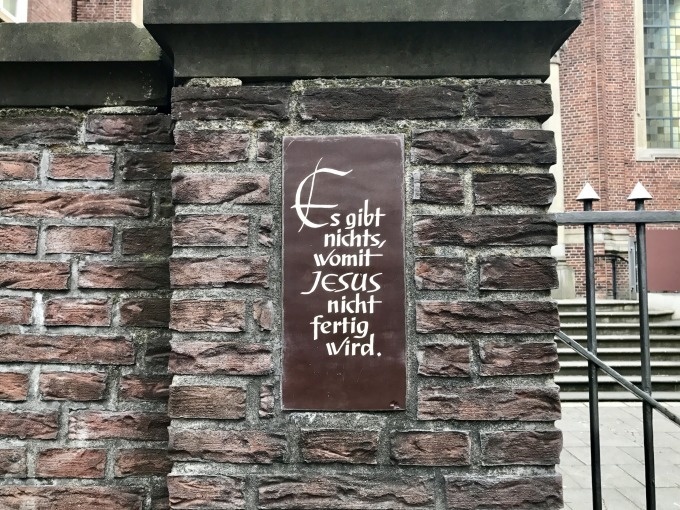 Es gibt
nichts,
womit
JESUS
nicht
fertig
wird.